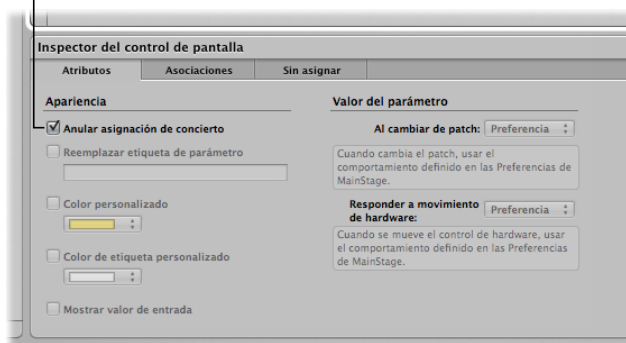 Inspector del control de pantalla
Atributos Asociaciones Sin asignar
Apariencia
Anular asignación de concierto
Reemplazar etiqueta de parámetro
Color personalizado
Color de etiqueta personalizado
Mostrar valor de entrada
Valor del parámetro
Al cambiar de patch: Preferencia
Cuando cambia el patch, usar el
comportamiento definido en las Preferencias de
MainStage.
Responder a movimiento Preferencia
de hardware:
Cuando se mueve el control de hardware, usar
el comportamiento definido en las Preferencias
de MainStage.